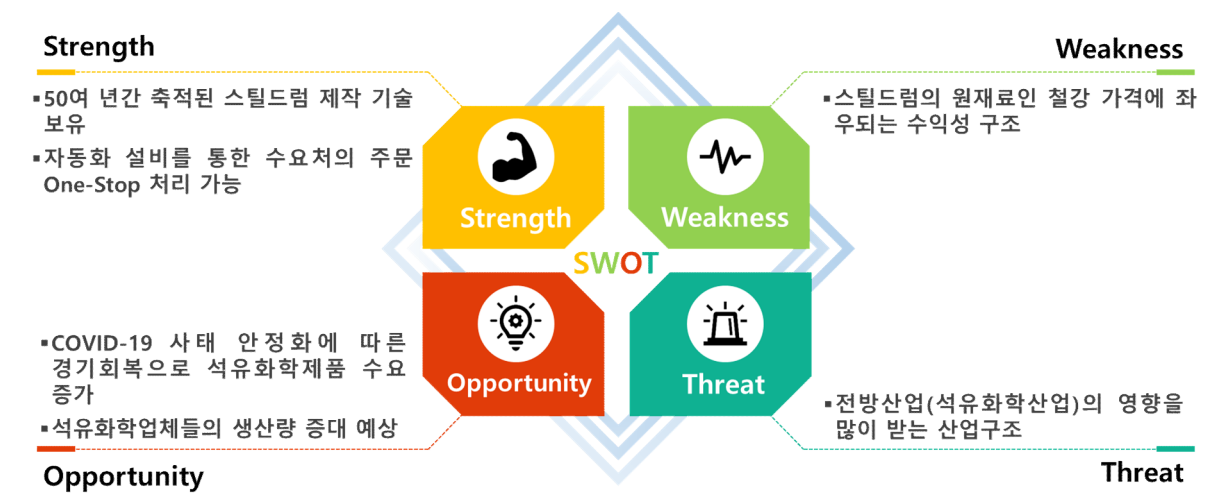 Strength
▪50여 년간 축적된 스틸드럼 제작 기술
보유
▪자동화 설비를 통한 수요처의 주문
One-Stop 처리 가능
Weakness
▪스틸드럼의 원재료인 철강 가격에 좌
우되는 수익성 구조
Strength
Weakness
SWOT
Opportunity
Threat
▪COVID-19 사태 안정화에 따른
경기회복으로 석유화학제품 수요
증가
▪석유화학업체들의 생산량 증대 예상
Opportunity
▪전방산업(석유화학산업)의 영향을
많이 받는 산업구조
Threat